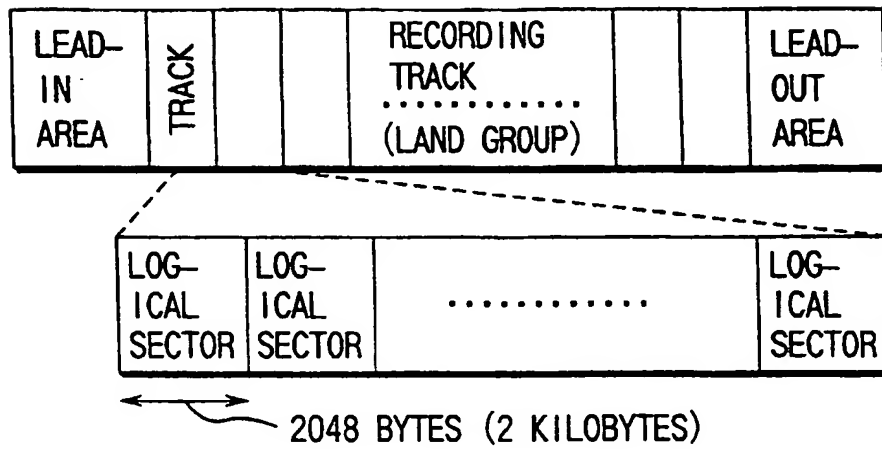 LEAD-
IN
AREA
TRACK
RECORDING
TRACK
(LAND GROUP)
LEAD-
OUT
AREA
LOG-
ICAL
SECTOR
LOG-
ICAL
SECTOR
LOG-
ICAL
SECTOR
2048 BYTES (2 KILOBYTES)